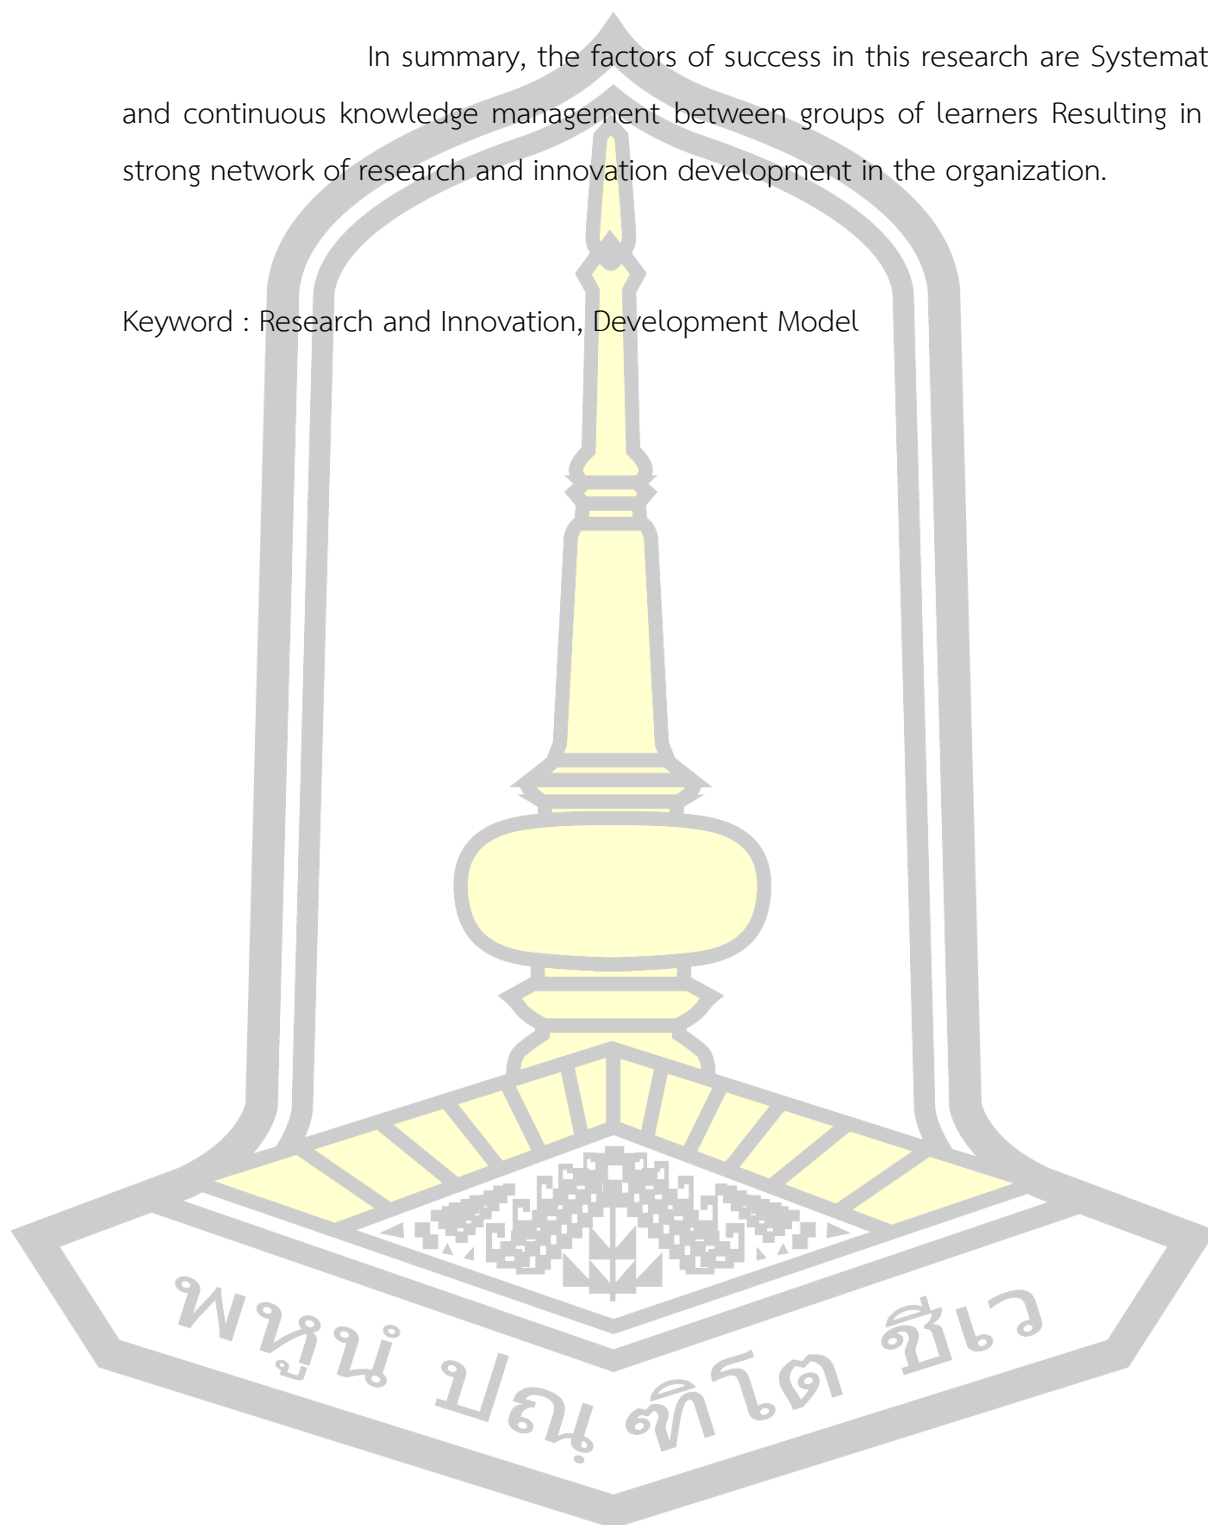 In summary, the factors of success in this research are Systemat
and continuous knowledge management between groups of learners Resulting in
strong network of research and innovation development in the organization.
Keyword : Research and Innovation, Development Model
พหูนํ ปณฺฑิโต ชีเว